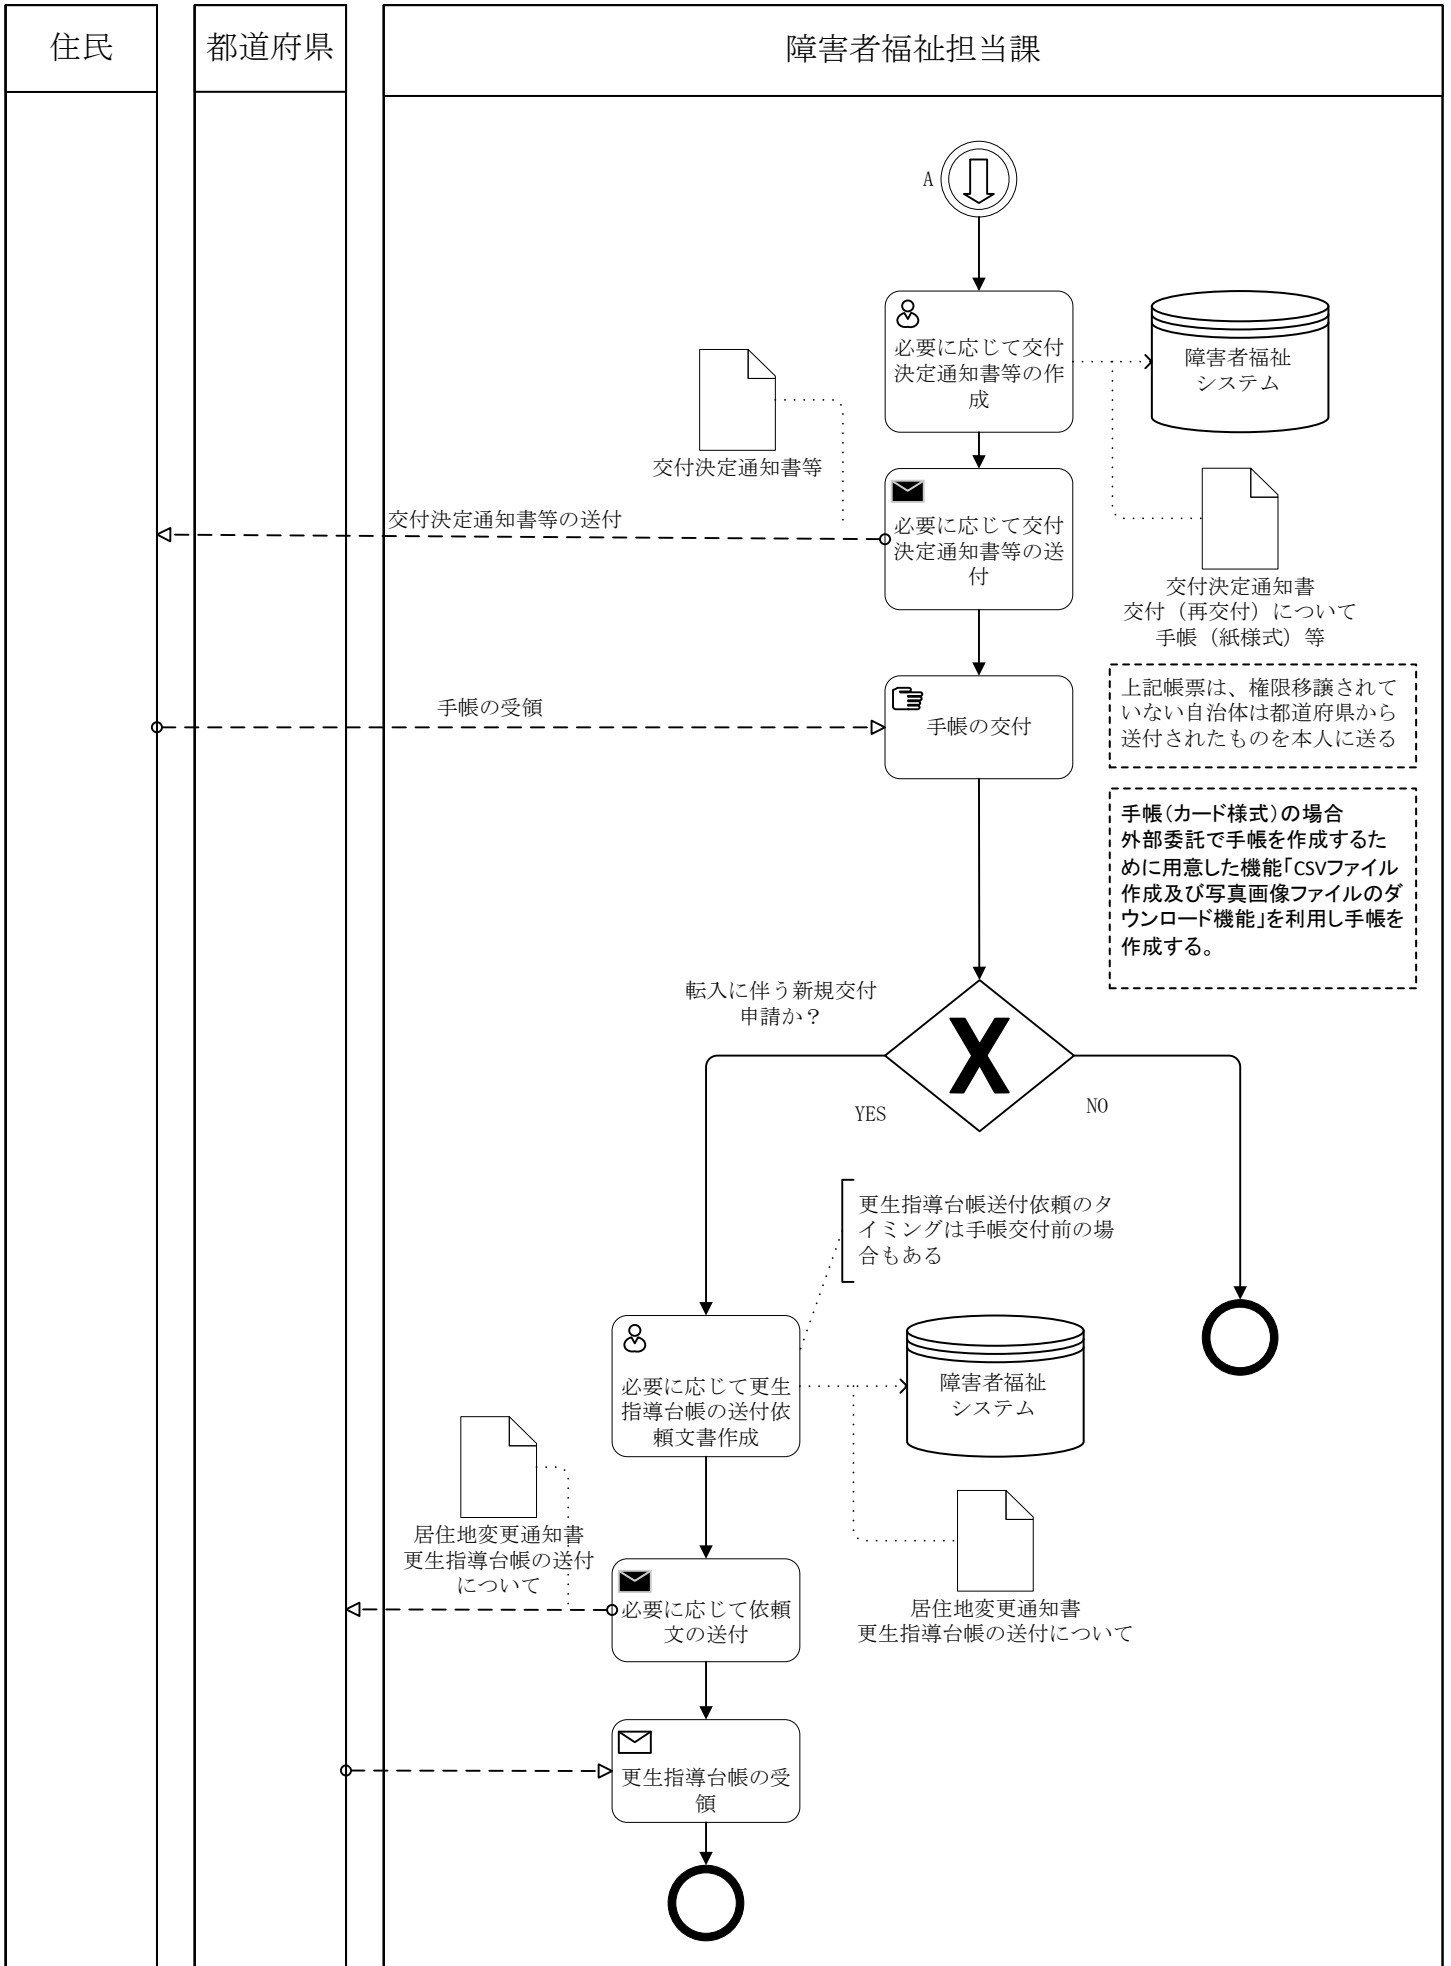 住民
都道府県
障害者福祉担当課
A
必要に応じて交付
決定通知書等の作
成
障害者福祉
システム
交付決定通知書等
交付決定通知書等の送付
必要に応じて交付
決定通知書等の送
付
交付決定通知書
交付（再交付）について
手帳（紙様式）等
手帳の受領
手帳の交付
上記帳票は、権限移譲されて
いない自治体は都道府県から
送付されたものを本人に送る
手帳（カード様式）の場合
外部委託で手帳を作成するた
めに用意した機能「CSVファイル
作成及び写真画像ファイルのダ
ウンロード機能」を利用し手帳を
作成する。
転入に伴う新規交付
申請か？
YES
NO
更生指導台帳送付依頼のタ
イミングは手帳交付前の場
合もある
必要に応じて更生
指導台帳の送付依
頼文書作成
障害者福祉
システム
居住地変更通知書
更生指導台帳の送付
について
必要に応じて依頼
文の送付
居住地変更通知書
更生指導台帳の送付について
更生指導台帳の受
領